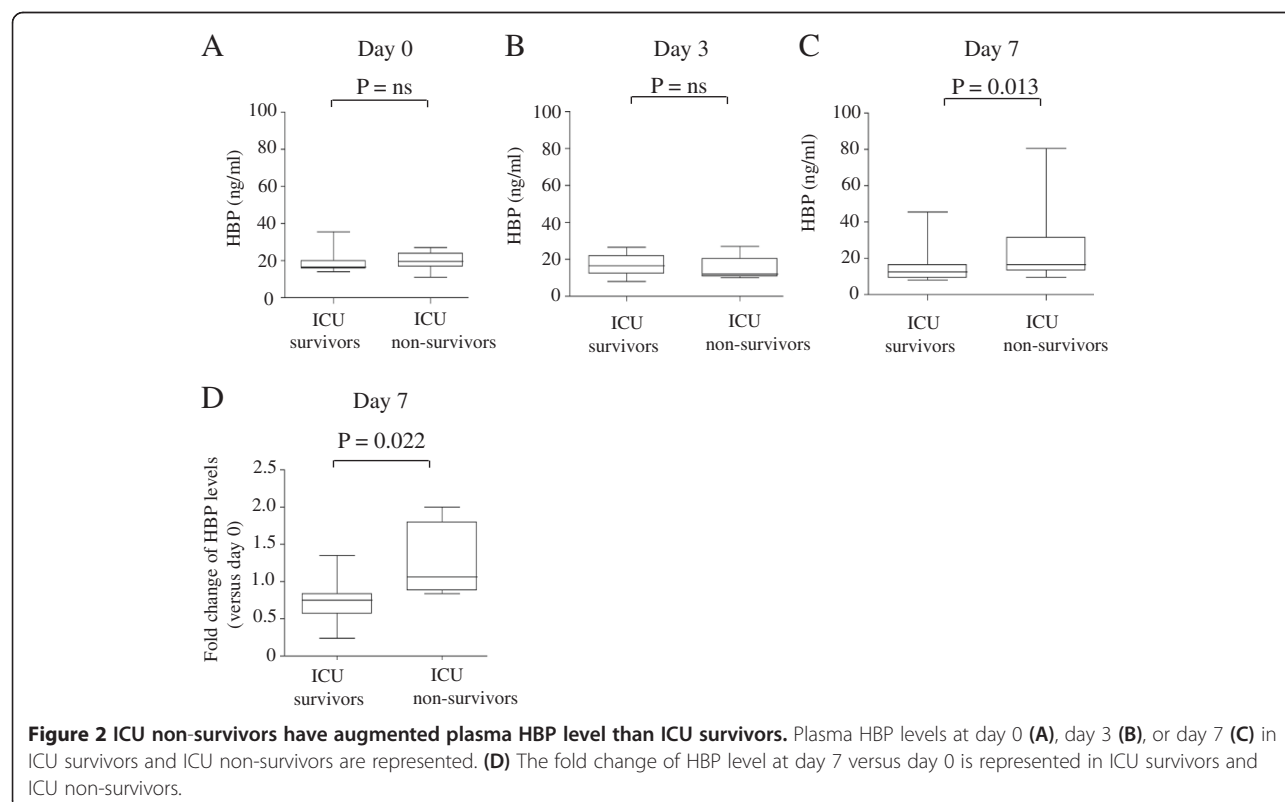 A
Day 0
P = ns
HBP (ng/ml)
100
80
60
40
20
0
ICU
survivors
ICU
non-survivors
B
Day 3
P = ns
HBP (ng/ml)
100
80
60
40
20
0
ICU
survivors
ICU
non-survivors
C
Day 7
P = 0.013
HBP (ng/ml)
100
80
60
40
20
0
ICU
survivors
ICU
non-survivors
D
Day 7
P = 0.022
Fold change of HBP levels
(versus day 0)
2.5
2.0
1.5
1.0
0.5
0
ICU
survivors
ICU
non-survivors
Figure 2 ICU non-survivors have augmented plasma HBP level than ICU survivors. Plasma HBP levels at day 0 (A), day 3 (B), or day 7 (C) in
ICU survivors and ICU non-survivors are represented. (D) The fold change of HBP level at day 7 versus day 0 is represented in ICU survivors and
ICU non-survivors.